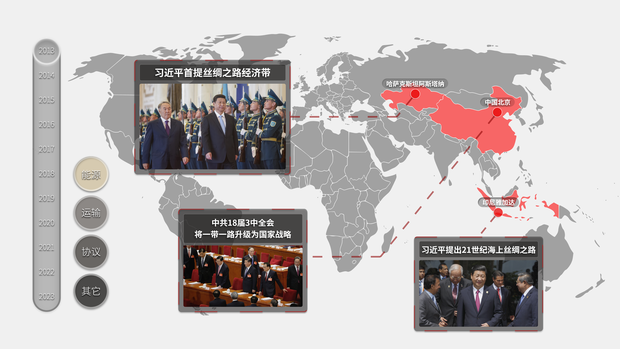 2013
2014
2015
2016
2017
2018
2019
2020
2021
2022
2023
能源
运输
协议
其它
习近平首提丝绸之路经济带
哈萨克斯坦阿斯塔纳
中国北京
印尼雅加达
中共18届3中全会
将一带一路升级为国家战略
习近平提出21世纪海上丝绸之路